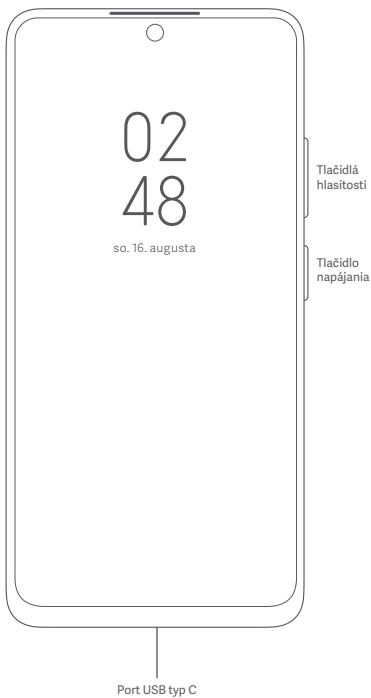 02
48
so. 16. augusta
Tlačidlá
hlasitosti
Tlačidlo
napájania
Port USB typ C